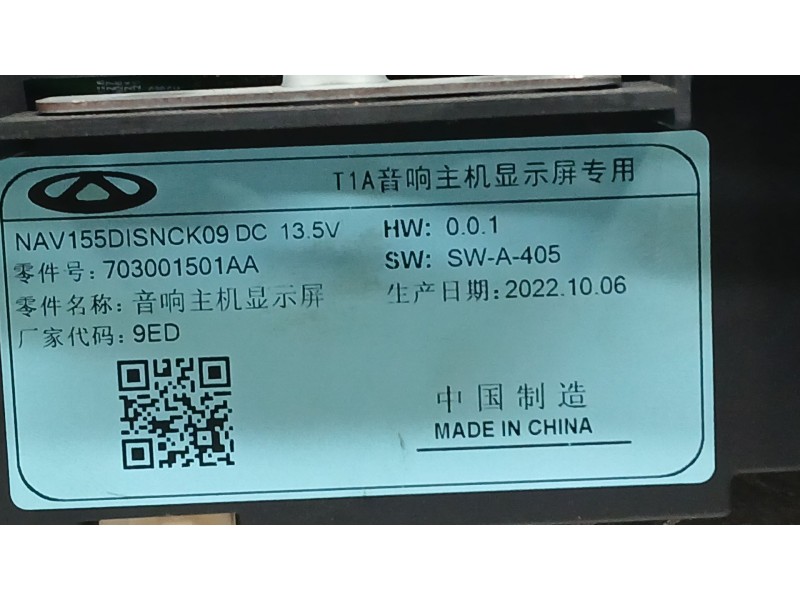 T1A音响主机显示屏专用
NAV155DISNCK09 DC 13.5V
HW: 0.0.1
零件号: 703001501AA
SW: SW-A-405
零件名称: 音响主机显示屏
生产日期: 2022.10.06
厂家代码: 9ED
中国制造
MADE IN CHINA